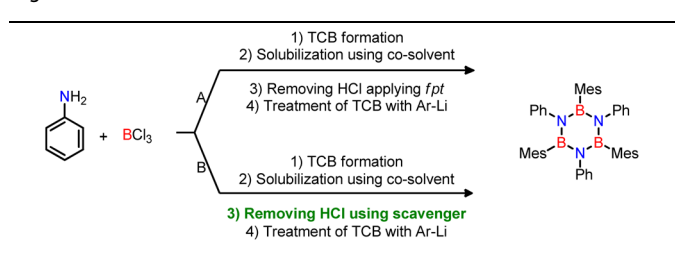 1) TCB formation
2) Solubilization using co-solvent
3) Removing HCl applying fpt
4) Treatment of TCB with Ar-Li
A
NH2
+ BCl3
B
1) TCB formation
2) Solubilization using co-solvent
3) Removing HCl using scavenger
4) Treatment of TCB with Ar-Li
Mes
Ph B Ph
N N
B B
Mes N Mes
Ph